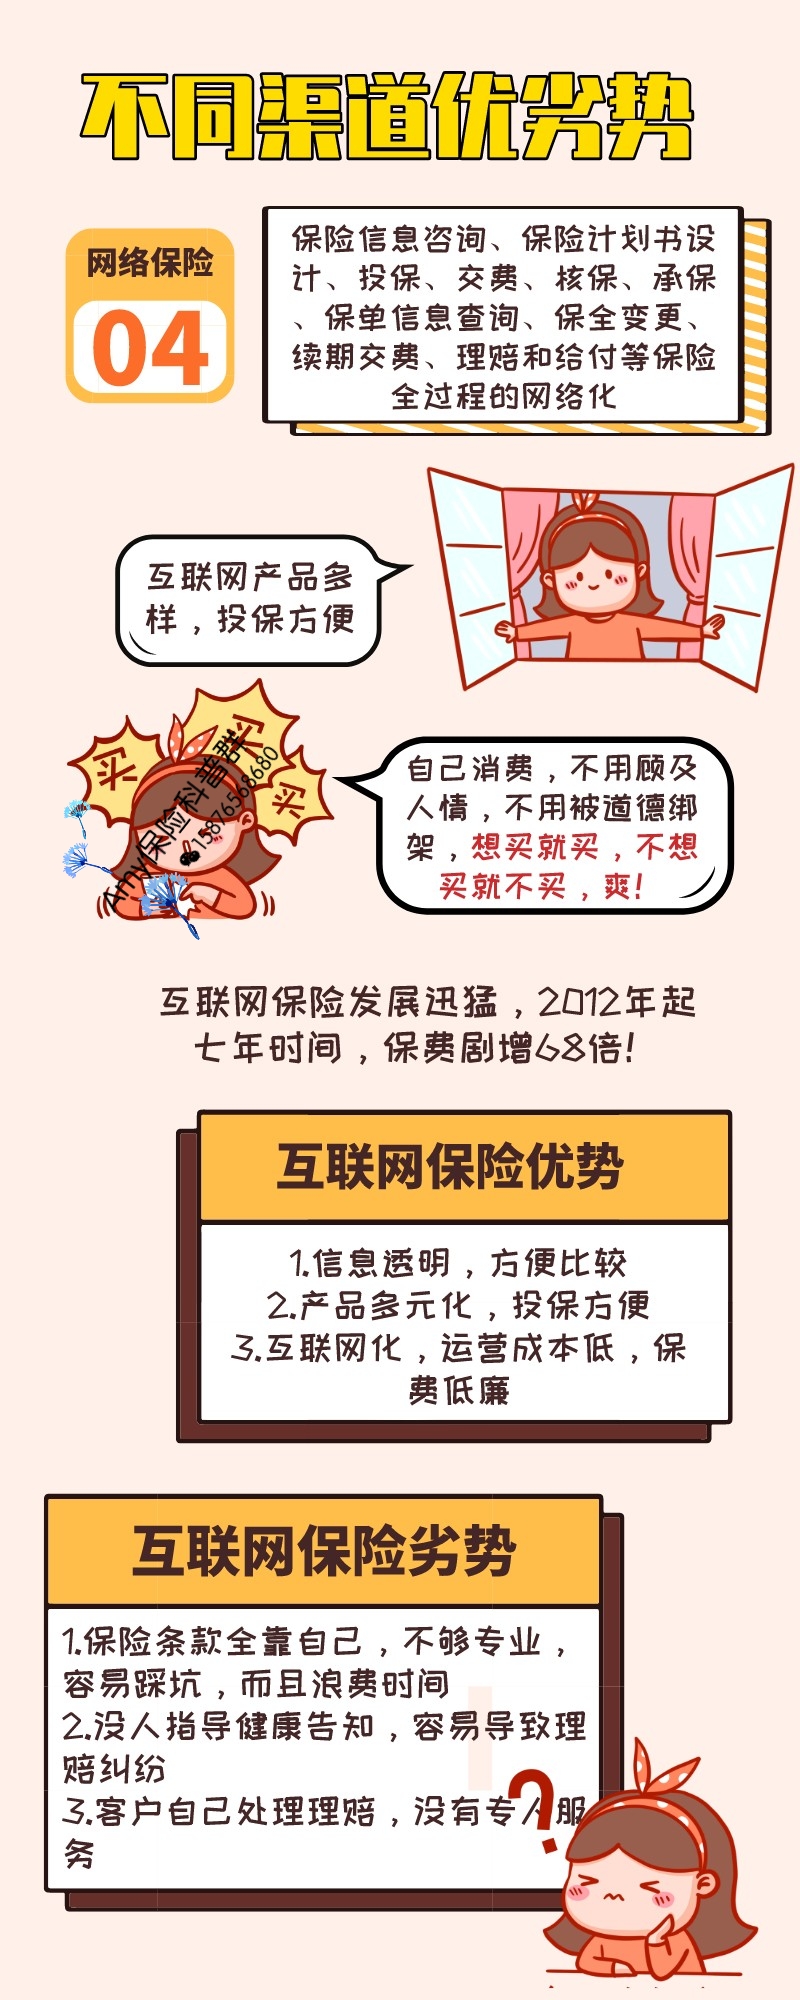 不同渠道优劣势
网络保险
04
保险信息咨询、保险计划书设
计、投保、交费、核保、承保
、保单信息查询、保全变更、
续期交费、理赔和给付等保险
全过程的网络化
互联网产品多
样，投保方便
买
买
买
Amy保险科普群
15876568680
自己消费，不用顾及
人情，不用被道德绑
架，想买就买，不想
买就不买，爽！
互联网保险发展迅猛，2012年起
七年时间，保费剧增68倍！
互联网保险优势
1.信息透明，方便比较
2.产品多元化，投保方便
3.互联网化，运营成本低，保
费低廉
互联网保险劣势
1.保险条款全靠自己，不够专业，
容易踩坑，而且浪费时间
2.没人指导健康告知，容易导致理
赔纠纷
3.客户自己处理理赔，没有专人服
务
?